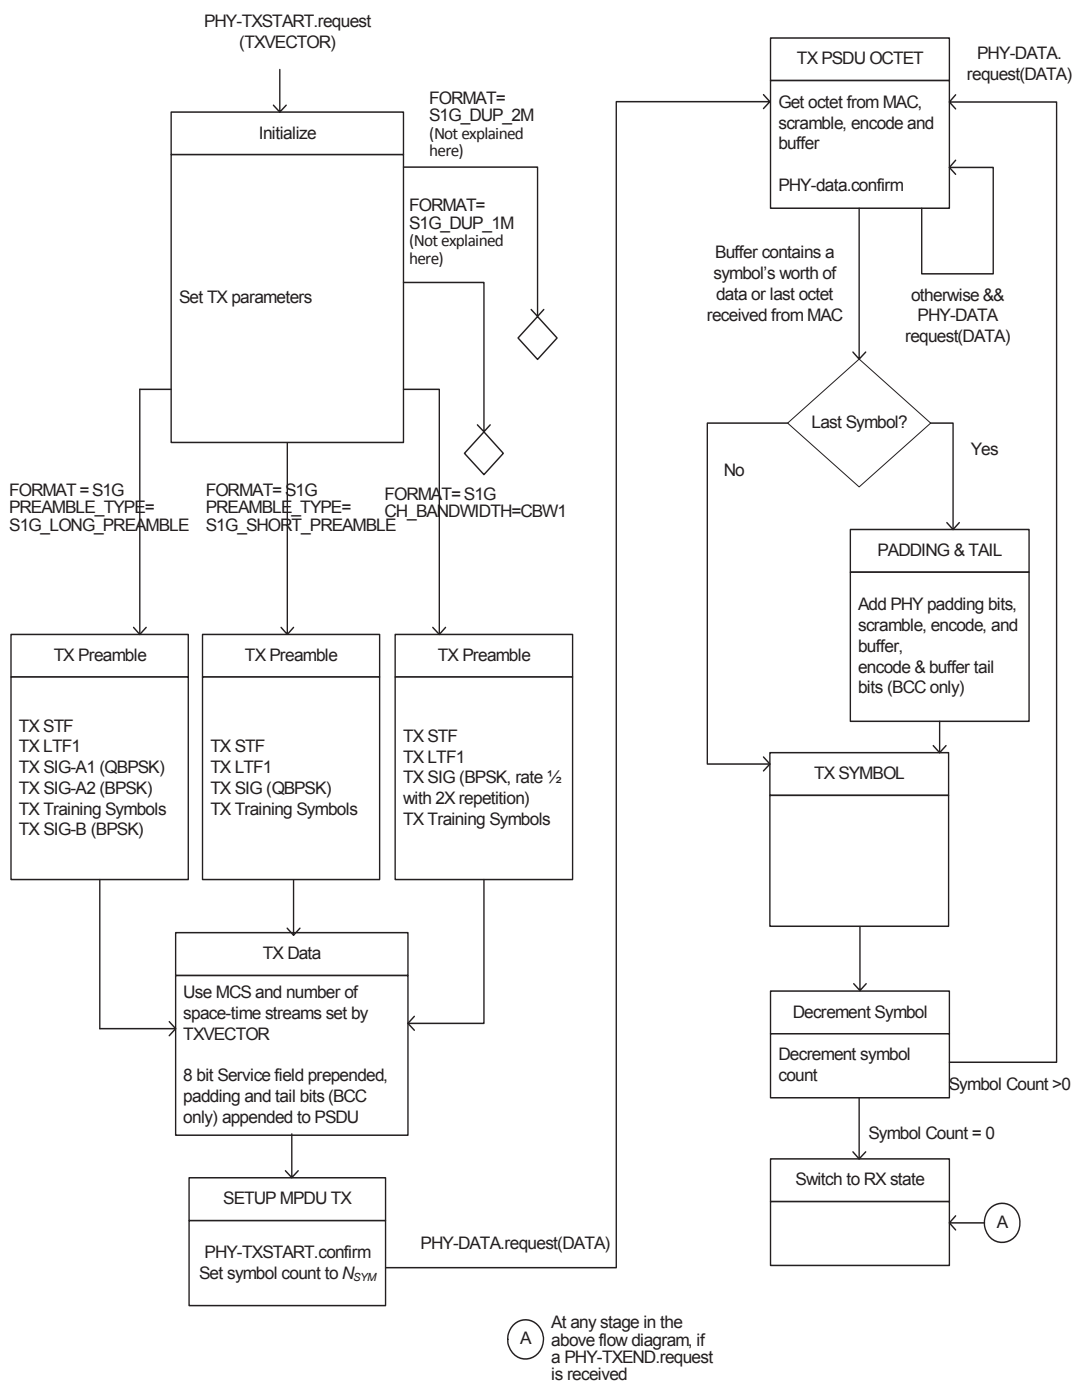 PHY-TXSTART.request
(TXVECTOR)
Initialize
Set TX parameters
FORMAT=
S1G_DUP_2M
(Not explained
here)
FORMAT=
S1G_DUP_1M
(Not explained
here)
FORMAT = S1G
PREAMBLE_TYPE=
S1G_LONG_PREAMBLE
FORMAT= S1G
PREAMBLE_TYPE=
S1G_SHORT_PREAMBLE
FORMAT= S1G
CH_BANDWIDTH=CBW1
TX Preamble
TX STF
TX LTF1
TX SIG-A1 (QBPSK)
TX SIG-A2 (BPSK)
TX Training Symbols
TX SIG-B (BPSK)
TX Preamble
TX STF
TX LTF1
TX SIG (QBPSK)
TX Training Symbols
TX Preamble
TX STF
TX LTF1
TX SIG (BPSK, rate ½
with 2X repetition)
TX Training Symbols
TX Data
Use MCS and number of
space-time streams set by
TXVECTOR
8 bit Service field prepended,
padding and tail bits (BCC
only) appended to PSDU
SETUP MPDU TX
PHY-TXSTART.confirm
Set symbol count to NSYM
PHY-DATA.request(DATA)
TX PSDU OCTET
Get octet from MAC,
scramble, encode and
buffer
PHY-data.confirm
PHY-DATA.
request(DATA)
Buffer contains a
symbol's worth of
data or last octet
received from MAC
otherwise &&
PHY-DATA
request(DATA)
Last Symbol?
No
Yes
PADDING & TAIL
Add PHY padding bits,
scramble, encode, and
buffer,
encode & buffer tail
bits (BCC only)
TX SYMBOL
Decrement Symbol
Decrement symbol
count
Symbol Count >0
Symbol Count = 0
Switch to RX state
A
A
At any stage in the
above flow diagram, if
a PHY-TXEND.request
is received